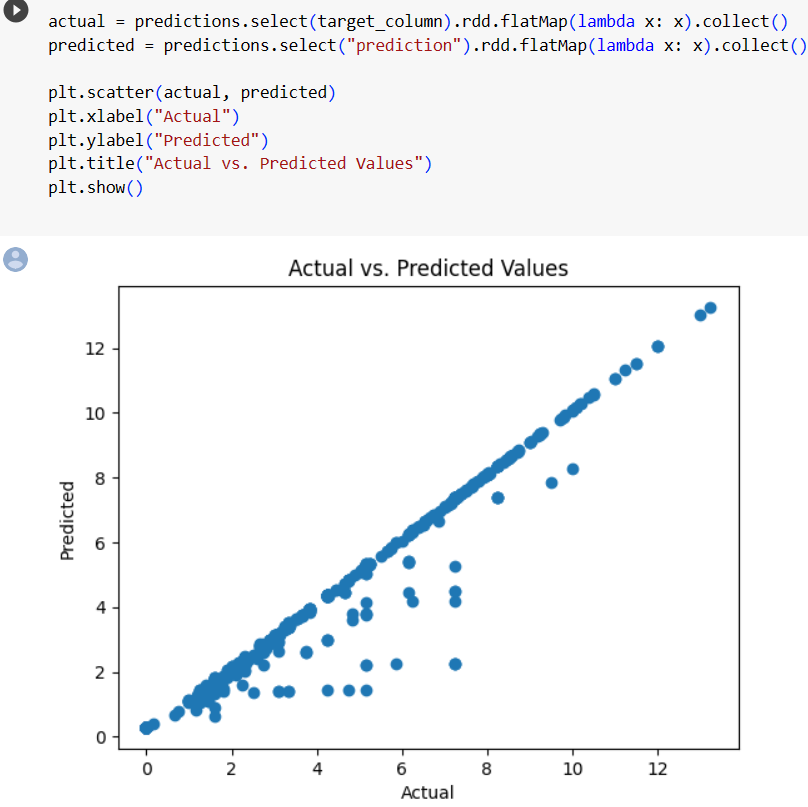 actual = predictions.select(target_column).rdd.flatMap(lambda x: x).collect()
predicted = predictions.select("prediction").rdd.flatMap(lambda x: x).collect()
plt.scatter(actual, predicted)
plt.xlabel("Actual")
plt.ylabel("Predicted")
plt.title("Actual vs. Predicted Values")
plt.show()
Actual vs. Predicted Values
12
10
8
6
4
2
0
Predicted
0 2 4 6 8 10 12
Actual